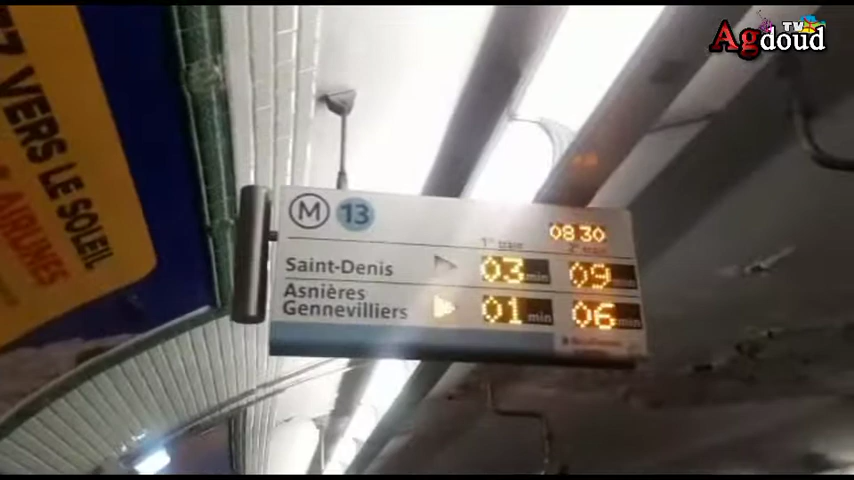 TV
Agdoud
VERS
LE SOLEIL
AIRLINES
M 13
08 30
1er train 2e train
Saint-Denis 03 min 09 min
Asnières
Gennevilliers 01 min 06 min